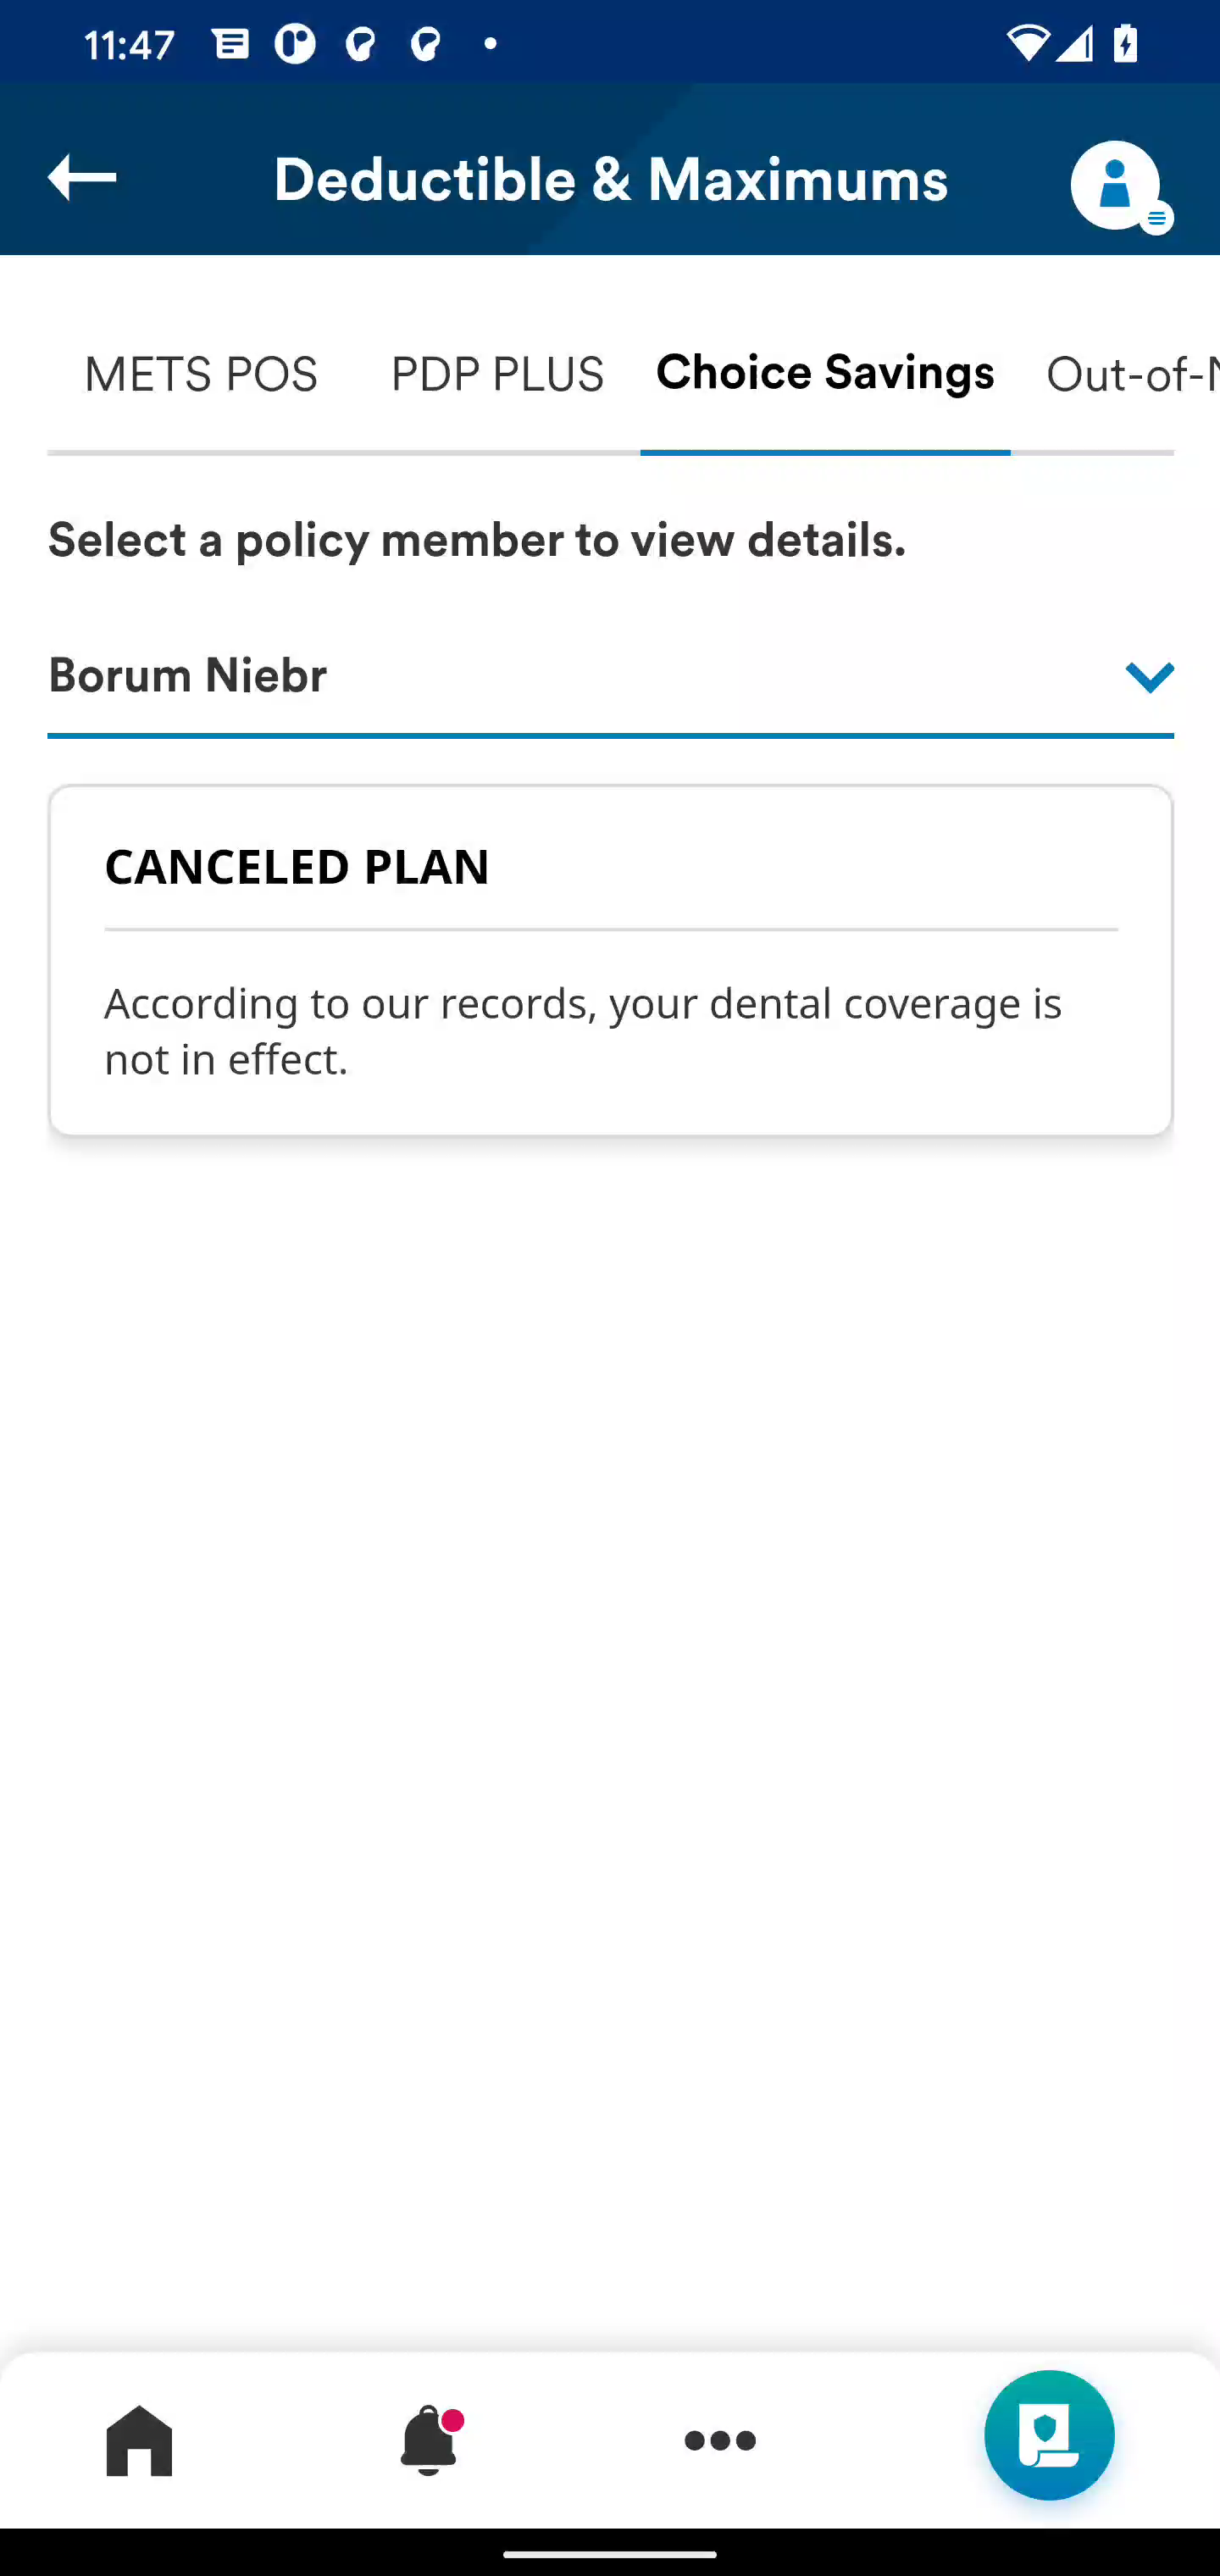 11:47
Deductible & Maximums
METS POS PDP PLUS Choice Savings Out-of-
Select a policy member to view details.
Borum Niebr
CANCELED PLAN
According to our records, your dental coverage is
not in effect.